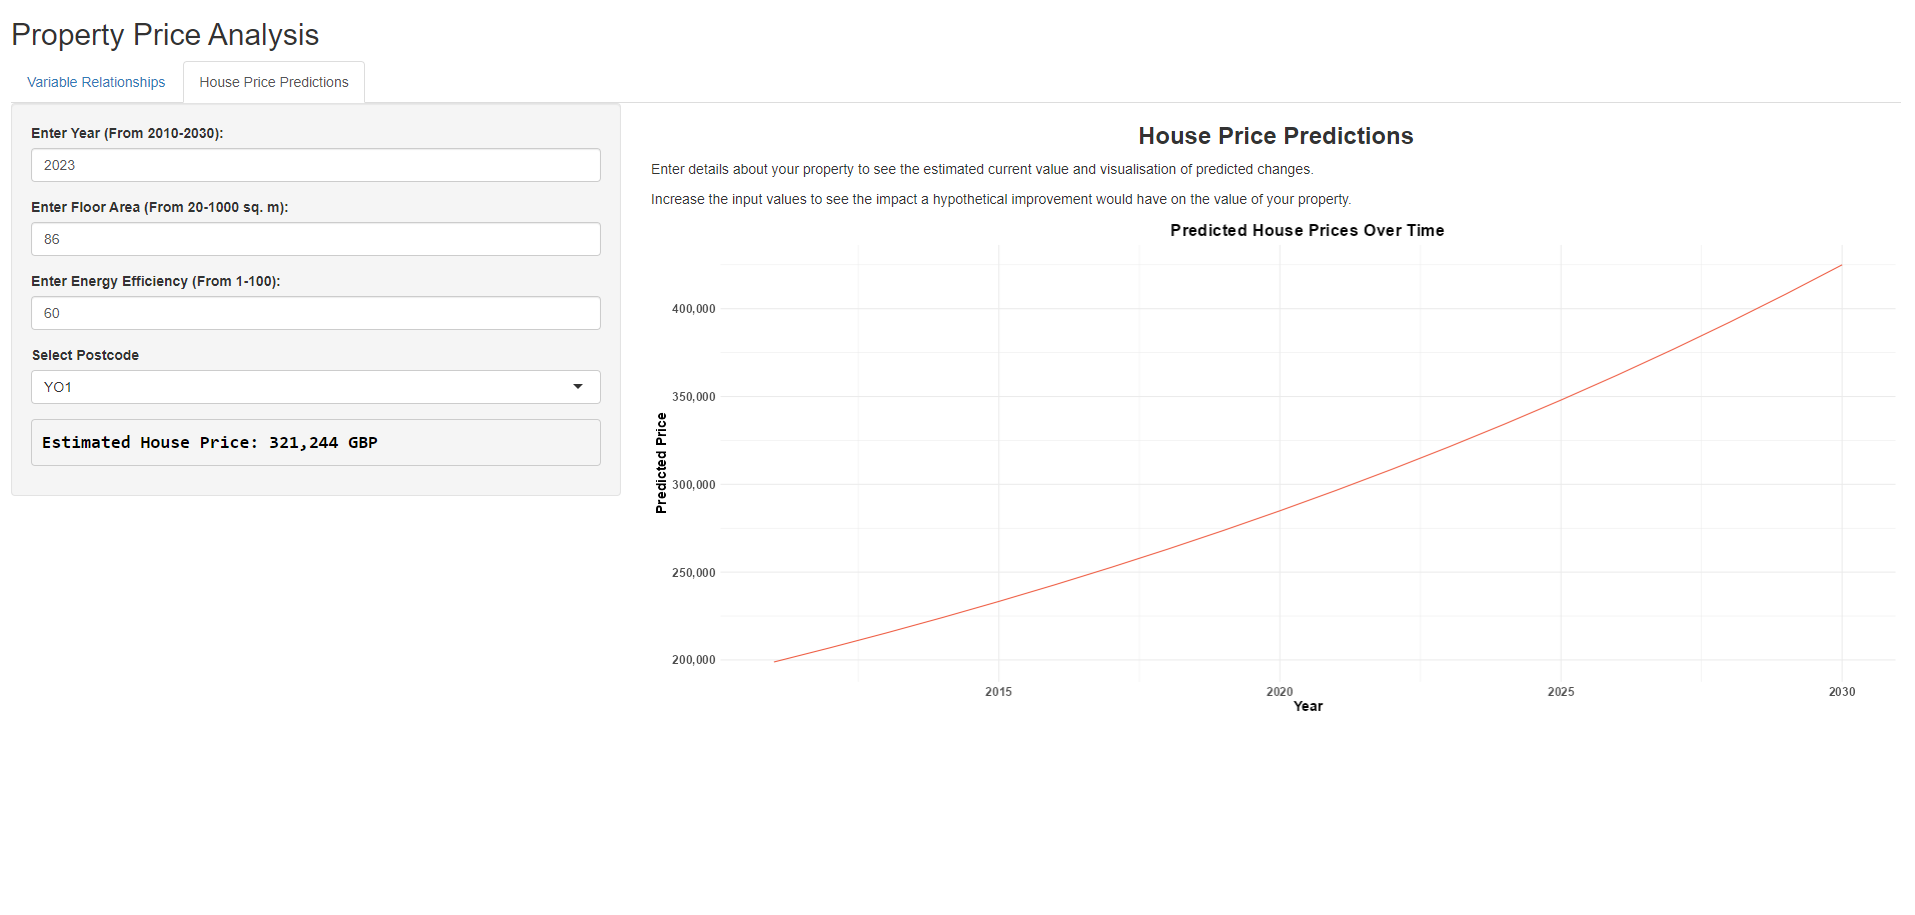 Property Price Analysis
Variable Relationships
House Price Predictions
Enter Year (From 2010-2030):
2023
Enter Floor Area (From 20-1000 sq. m):
86
Enter Energy Efficiency (From 1-100):
60
Select Postcode
YO1
Estimated House Price: 321,244 GBP
House Price Predictions
Enter details about your property to see the estimated current value and visualisation of predicted changes.
Increase the input values to see the impact a hypothetical improvement would have on the value of your property.
Predicted House Prices Over Time
Predicted Price
400,000
350,000
300,000
250,000
200,000
2015
2020
2025
2030
Year